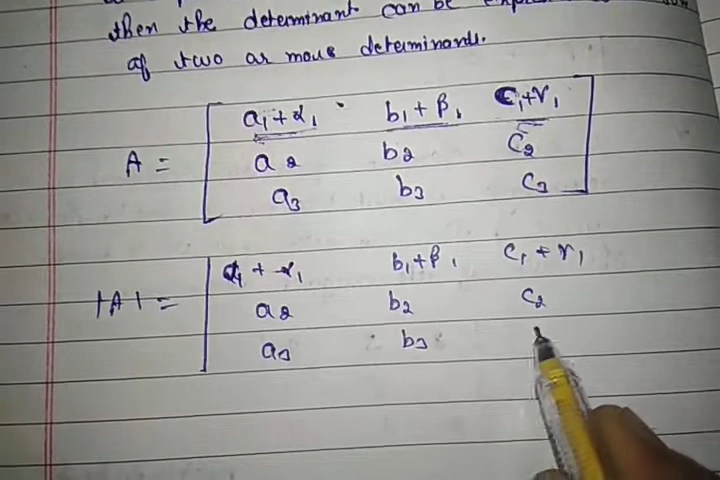 then the determinant can be
of two or more determinants.
A = [ a₁ + α₁ b₁ + β₁ c₁ + γ₁
a₂ b₂ c₂
a₃ b₃ c₃ ]
|A| = | a₁ + α₁ b₁ + β₁ c₁ + γ₁
a₂ b₂ c₂
a₃ b₃